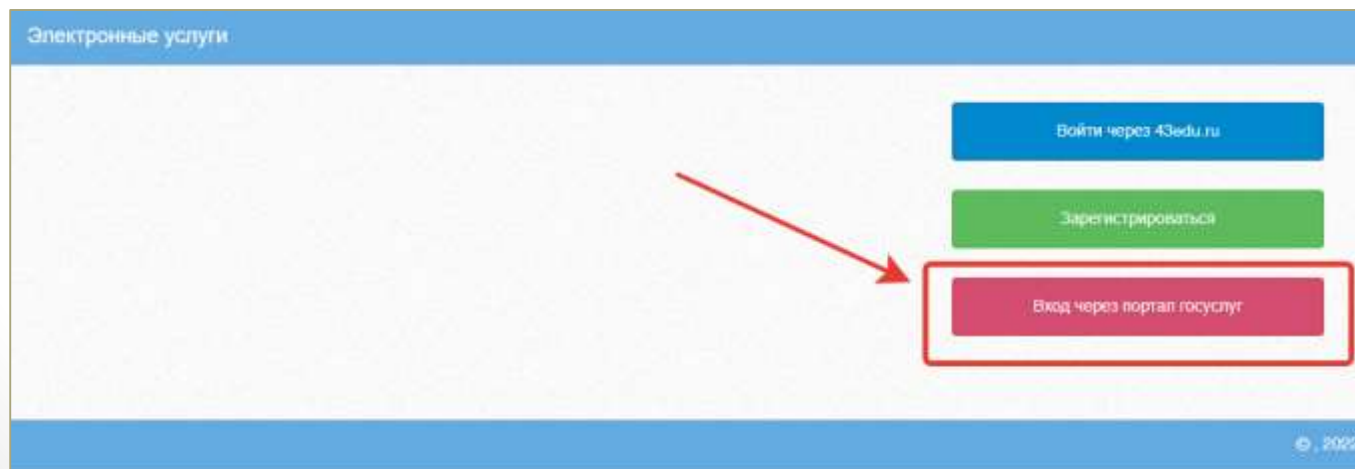 Электронные услуги
Войти через 43edu.ru
Зарегистрироваться
Вход через портал госуслуг
© , 2022